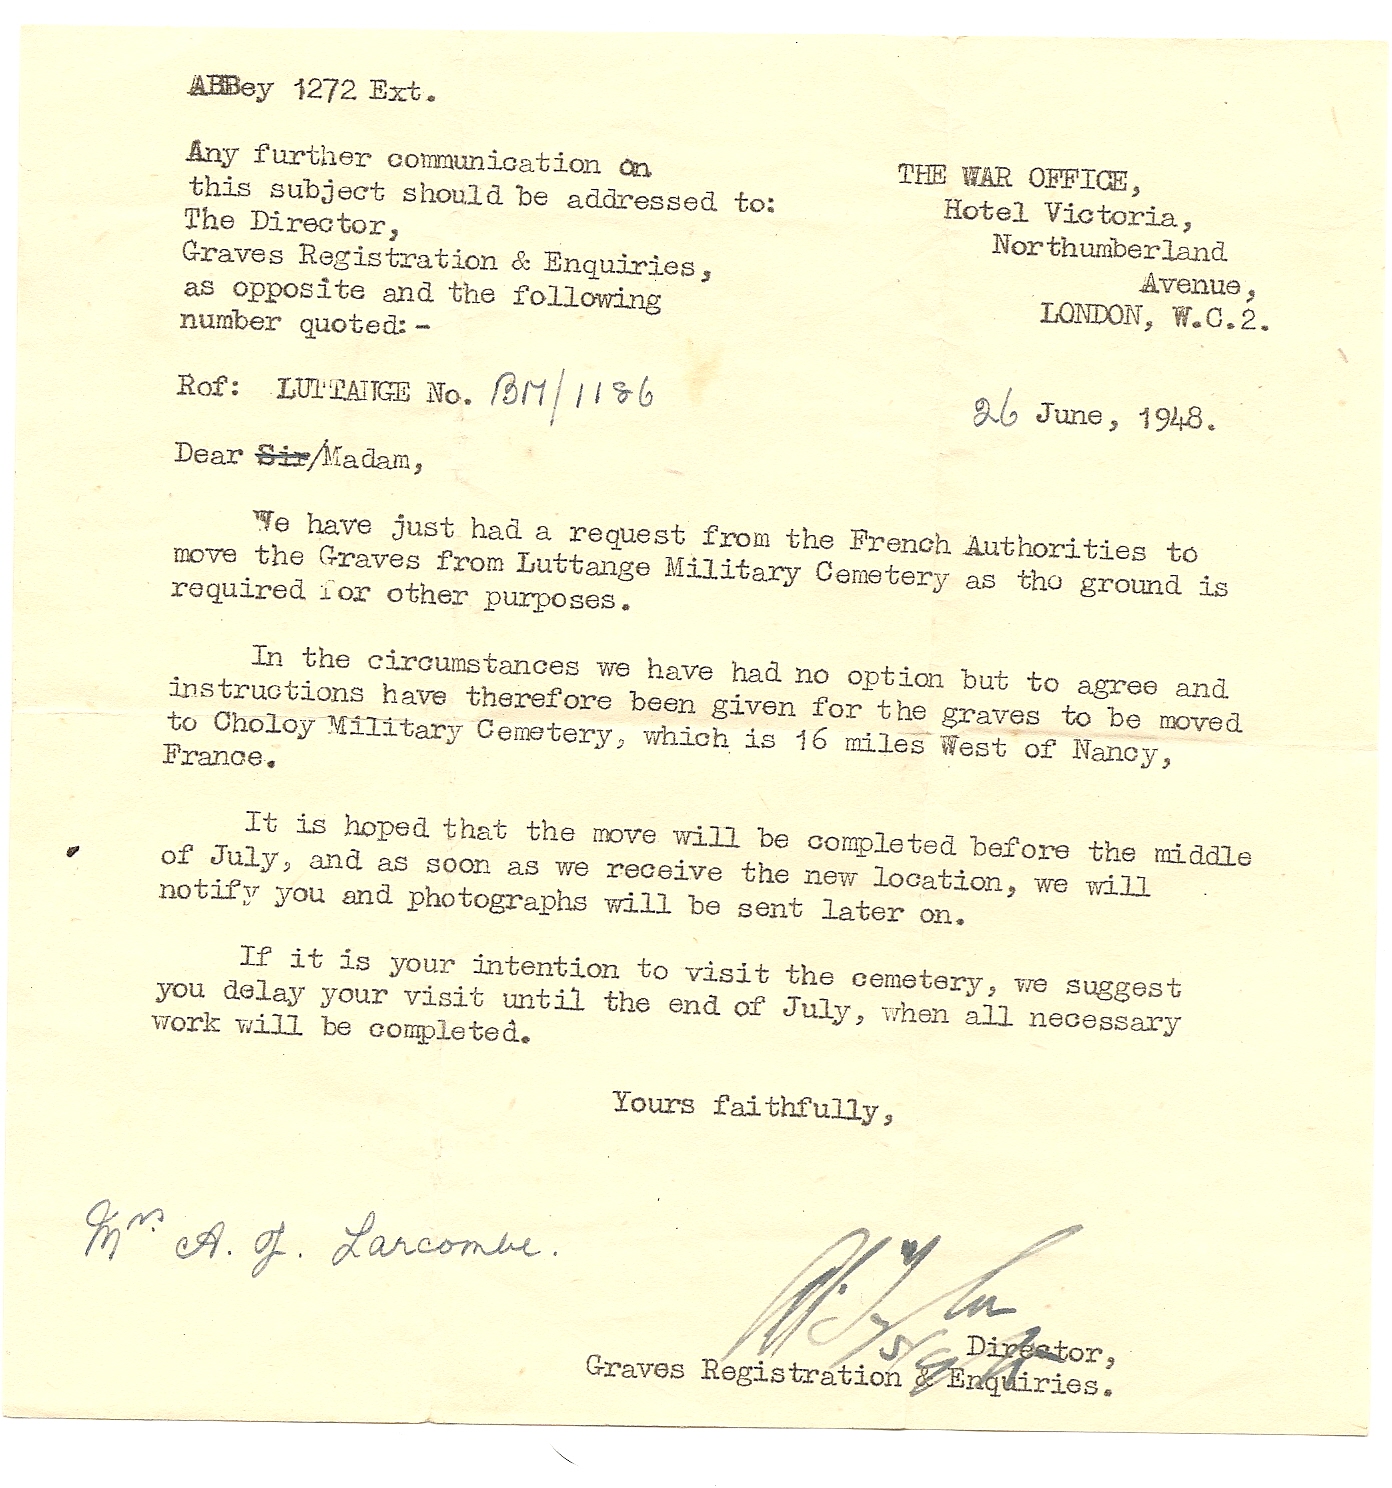 ABBey 1272 Ext.
Any further communication on
this subject should be addressed to:
The Director,
Graves Registration & Enquiries,
as opposite and the following
number quoted:-
THE WAR OFFICE,
Hotel Victoria,
Northumberland
Avenue,
LONDON, W.C.2.
Ref: LUTTANGE No. BM/1186
26 June, 1948.
Dear Sir/Madam,
We have just had a request from the French Authorities to
move the Graves from Luttange Military Cemetery as the ground is
required for other purposes.
In the circumstances we have had no option but to agree and
instructions have therefore been given for the graves to be moved
to Choloy Military Cemetery, which is 16 miles West of Nancy,
France.
It is hoped that the move will be completed before the middle
of July, and as soon as we receive the new location, we will
notify you and photographs will be sent later on.
If it is your intention to visit the cemetery, we suggest
you delay your visit until the end of July, when all necessary
work will be completed.
Yours faithfully,
Mrs A. J. Larcombe.
Director,
Graves Registration & Enquiries.